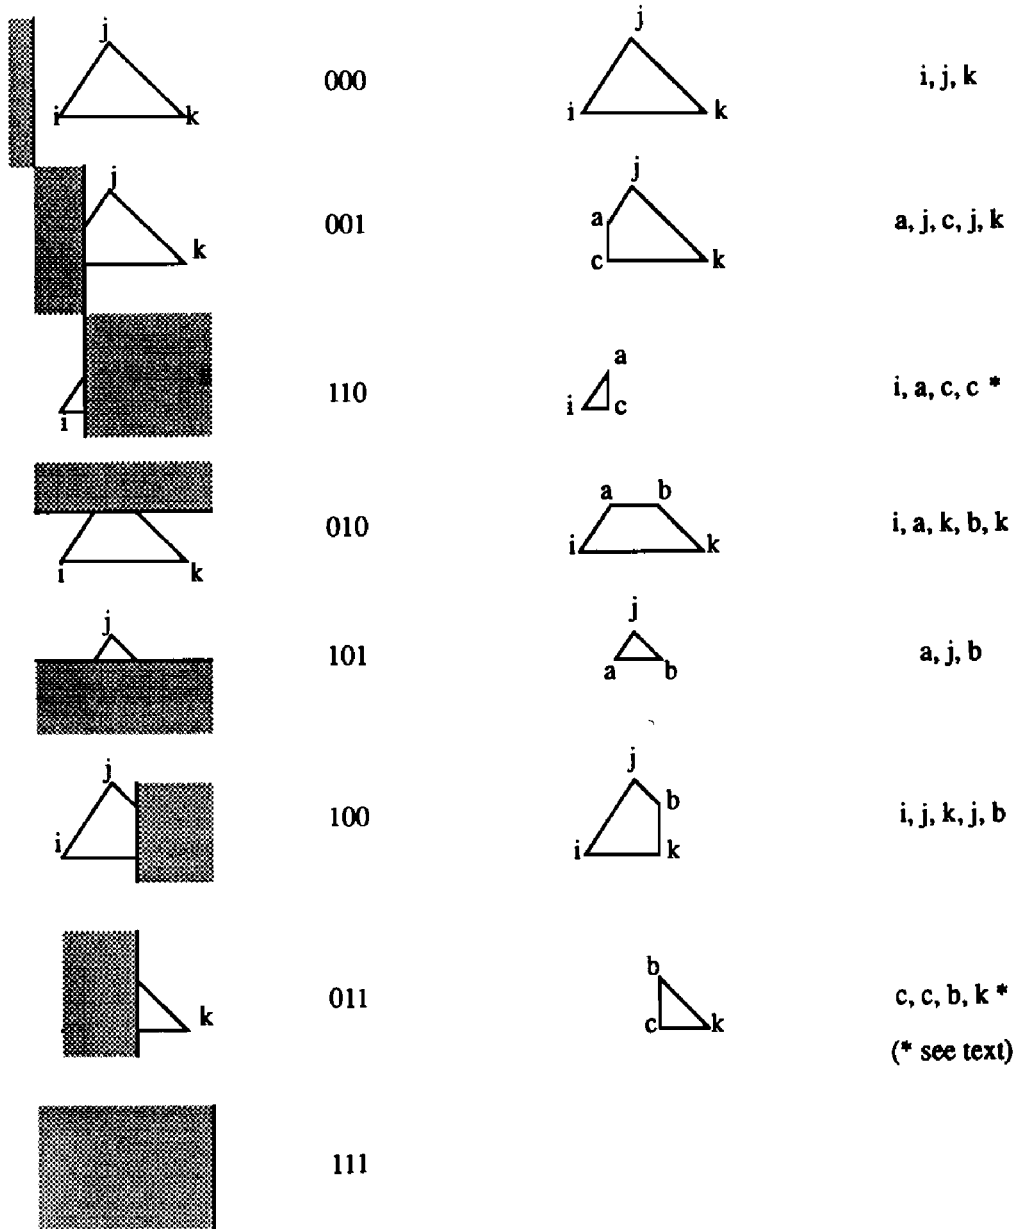 j
i k
000
j
i k
i, j, k
j
k
001
j
a
c k
a, j, c, j, k
i
110
a
i c
i, a, c, c *
i k
010
a b
i k
i, a, k, b, k
j
101
j
a b
a, j, b
j
i
100
j
b
i k
i, j, k, j, b
k
011
b
c k
c, c, b, k *
(* see text)
111